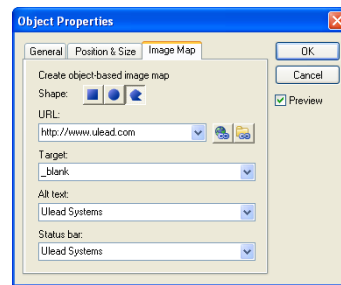 Object Properties
General Position & Size Image Map
OK
Create object-based image map
Cancel
Shape:
Preview
URL:
http://www.ulead.com
Target:
_blank
Alt text:
Ulead Systems
Status bar:
Ulead Systems